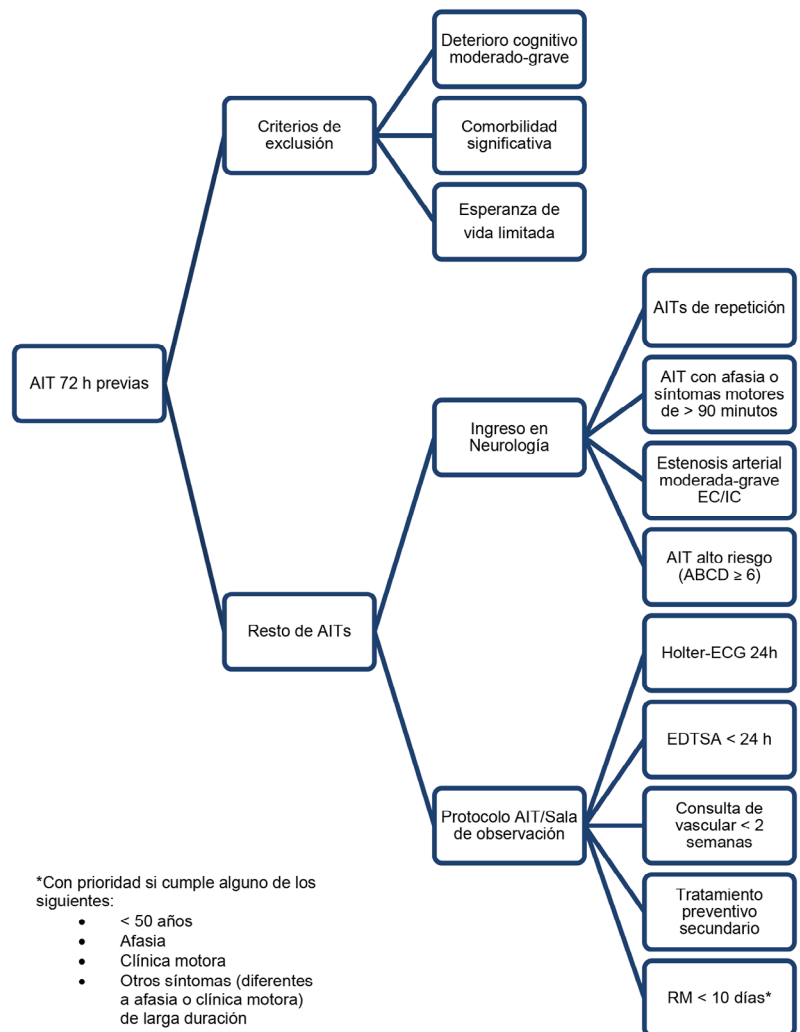 Deterioro cognitivo
moderado-grave
Criterios de
exclusión
Comorbilidad
significativa
Esperanza de
vida limitada
AIT 72 h previas
AITs de repetición
AIT con afasia o
síntomas motores
de > 90 minutos
Ingreso en
Neurología
Estenosis arterial
moderada-grave
EC/IC
AIT alto riesgo
(ABCD ≥ 6)
Resto de AITs
Holter-ECG 24h
EDTSA < 24 h
Protocolo AIT/Sala
de observación
Consulta de
vascular < 2
semanas
Tratamiento
preventivo
secundario
RM < 10 días*
*Con prioridad si cumple alguno de los
siguientes:
• < 50 años
• Afasia
• Clínica motora
• Otros síntomas (diferentes
a afasia o clínica motora)
de larga duración